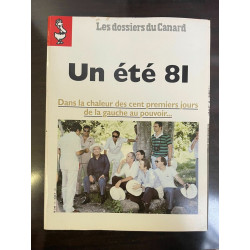 Les dossiers du Canard
Un été 81
Dans la chaleur des cent premiers jours
de la gauche au pouvoir...